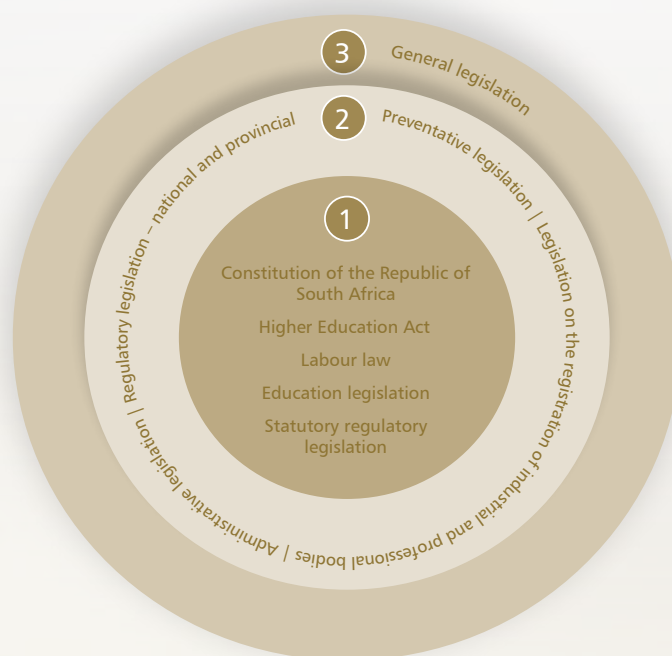 3
General legislation
2
Preventative legislation | Legislation on the registration of industrial and professional bodies | Administrative legislation | Regulatory legislation – national and provincial
1
Constitution of the Republic of
South Africa
Higher Education Act
Labour law
Education legislation
Statutory regulatory
legislation